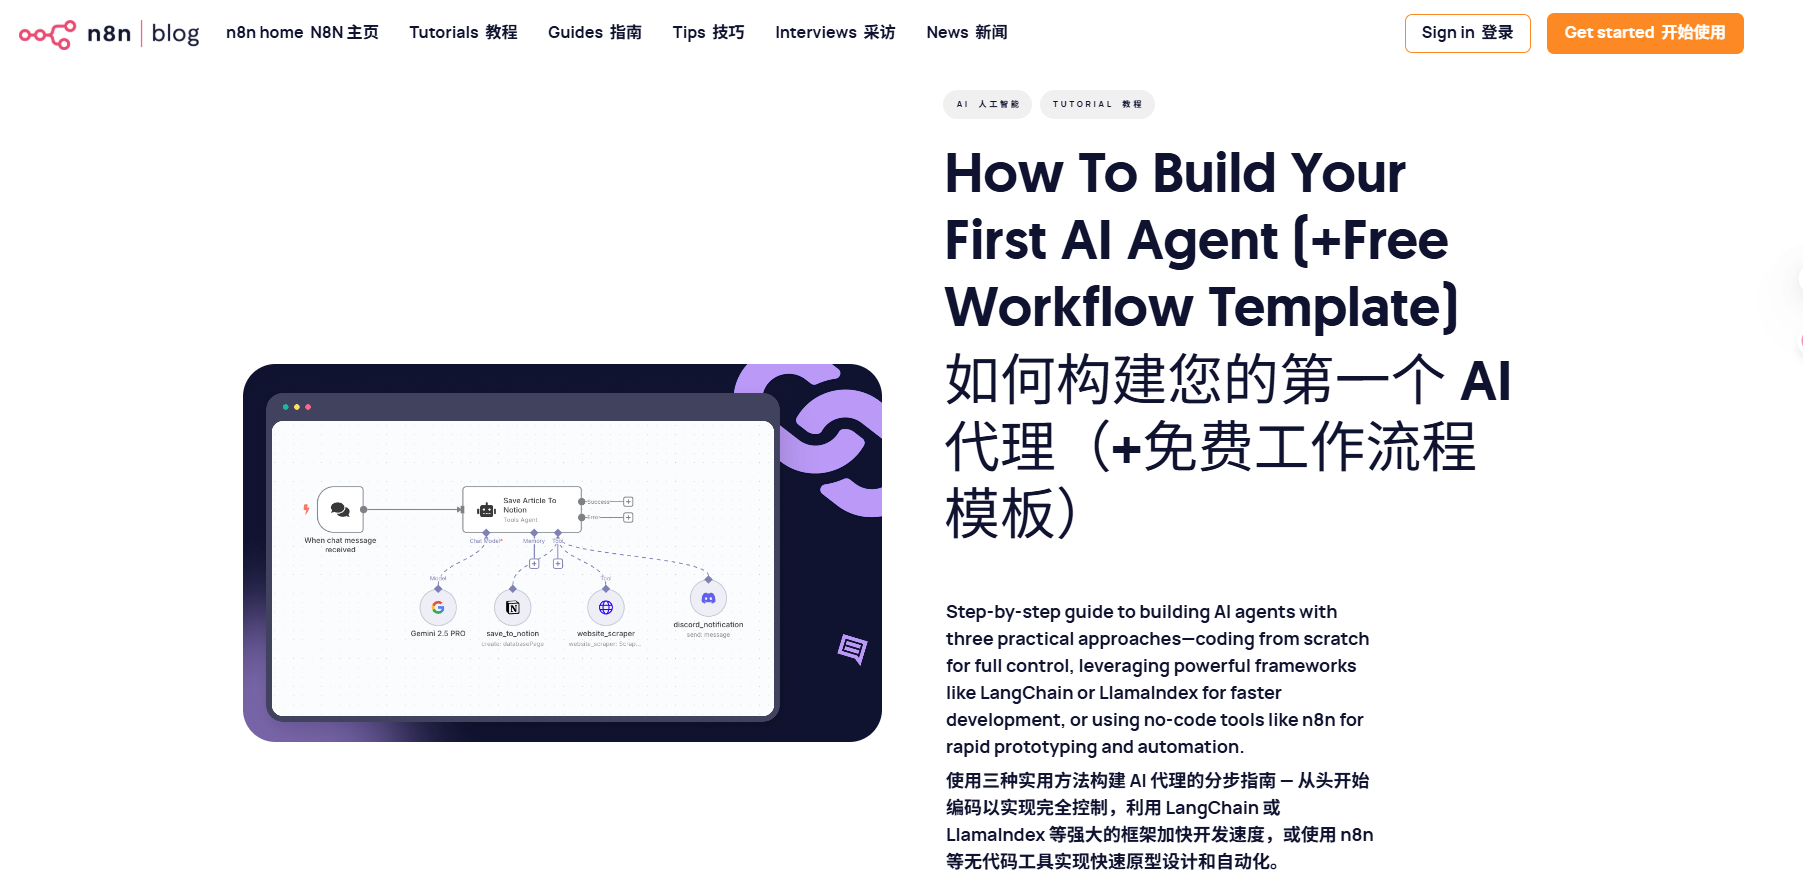 n8n blog n8n home N8N 主页 Tutorials 教程 Guides 指南 Tips 技巧 Interviews 采访 News 新闻 Sign in 登录 Get started 开始使用
AI 人工智能 TUTORIAL 教程
How To Build Your
First AI Agent (+Free
Workflow Template)
如何构建您的第一个 AI
代理（+免费工作流程
模板）
Save Article To
Notion
Tools Agent
Success
Error
When chat message
received
Chat Model*
Memory
Tool
Model
Tool
Gemini 2.5 PRO
save_to_notion
create: databasePage
website_scraper
website_scraper: Scrap...
discord_notification
send: message
Step-by-step guide to building AI agents with
three practical approaches—coding from scratch
for full control, leveraging powerful frameworks
like LangChain or LlamaIndex for faster
development, or using no-code tools like n8n for
rapid prototyping and automation.
使用三种实用方法构建 AI 代理的分步指南 — 从头开始
编码以实现完全控制，利用 LangChain 或
LlamaIndex 等强大的框架加快开发速度，或使用 n8n
等无代码工具实现快速原型设计和自动化。